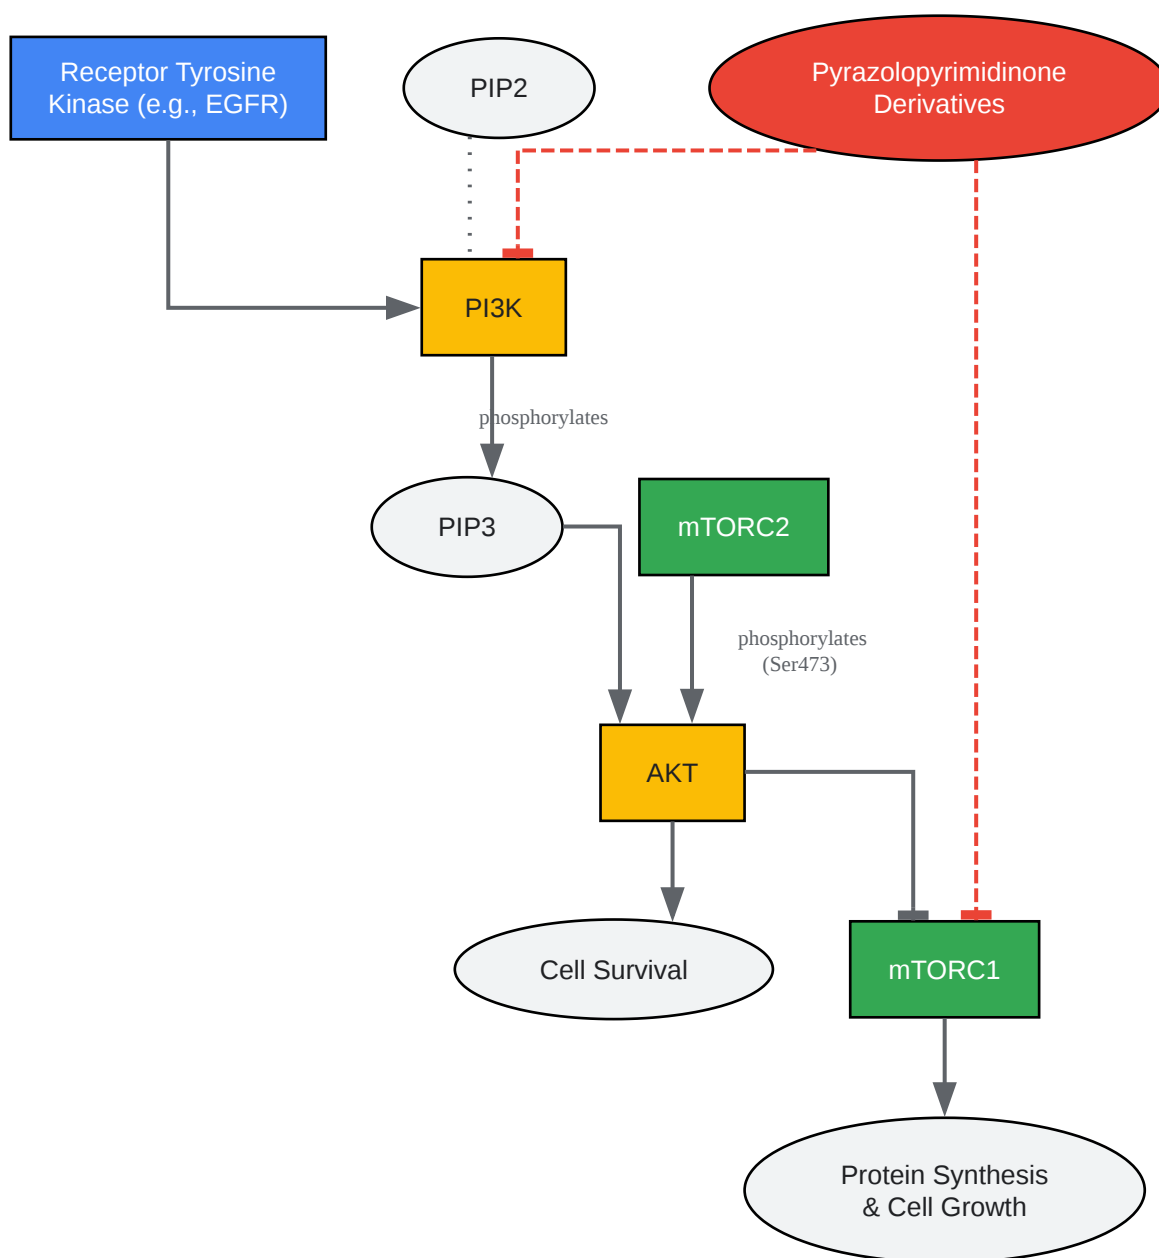 Receptor Tyrosine
Kinase (e.g., EGFR)
PIP2
Pyrazolopyrimidinone
Derivatives
PI3K
phosphorylates
PIP3
mTORC2
phosphorylates
(Ser473)
AKT
Cell Survival
mTORC1
Protein Synthesis
& Cell Growth